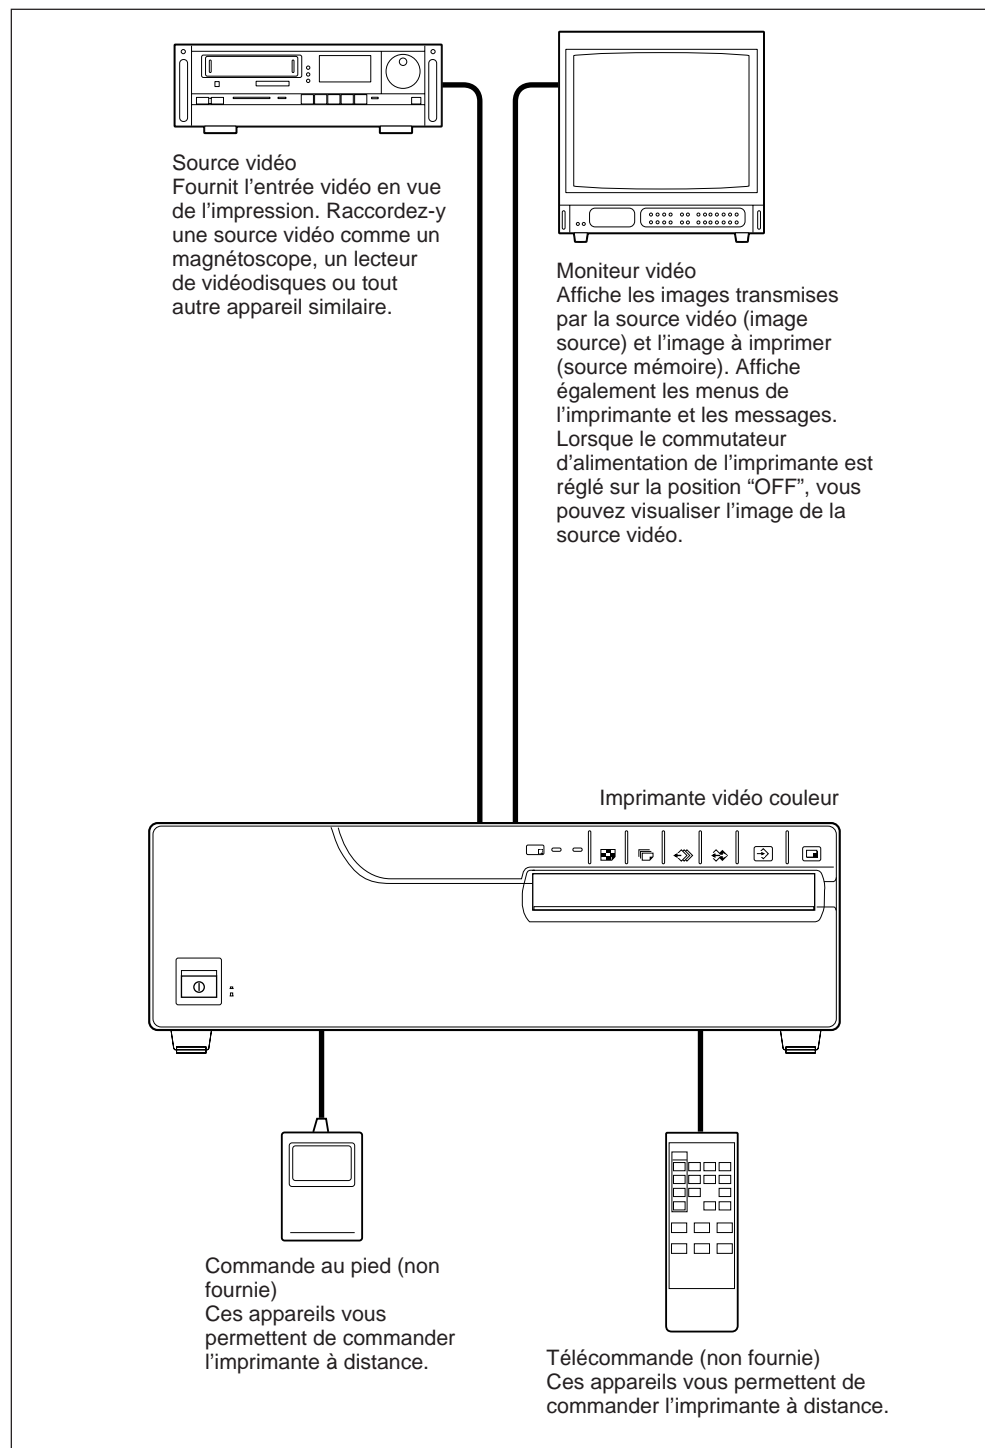 Source vidéo
Fournit l’entrée vidéo en vue
de l’impression. Raccordez-y
une source vidéo comme un
magnétoscope, un lecteur
de vidéodisques ou tout
autre appareil similaire.
Moniteur vidéo
Affiche les images transmises
par la source vidéo (image
source) et l’image à imprimer
(source mémoire). Affiche
également les menus de
l’imprimante et les messages.
Lorsque le commutateur
d’alimentation de l’imprimante est
réglé sur la position “OFF”, vous
pouvez visualiser l’image de la
source vidéo.
Imprimante vidéo couleur
Commande au pied (non
fournie)
Ces appareils vous
permettent de commander
l’imprimante à distance.
Télécommande (non fournie)
Ces appareils vous permettent de
commander l’imprimante à distance.